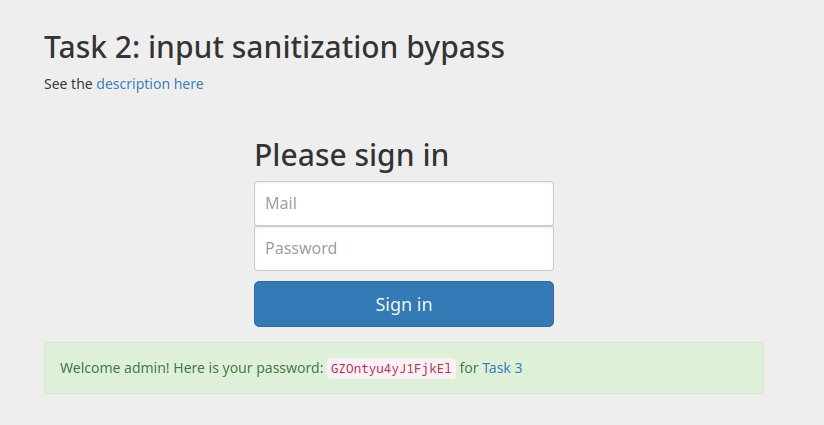 Task 2: input sanitization bypass
See the description here
Please sign in
Mail
Password
Sign in
Welcome admin! Here is your password: GZOntyu4yJ1FjkEl for Task 3